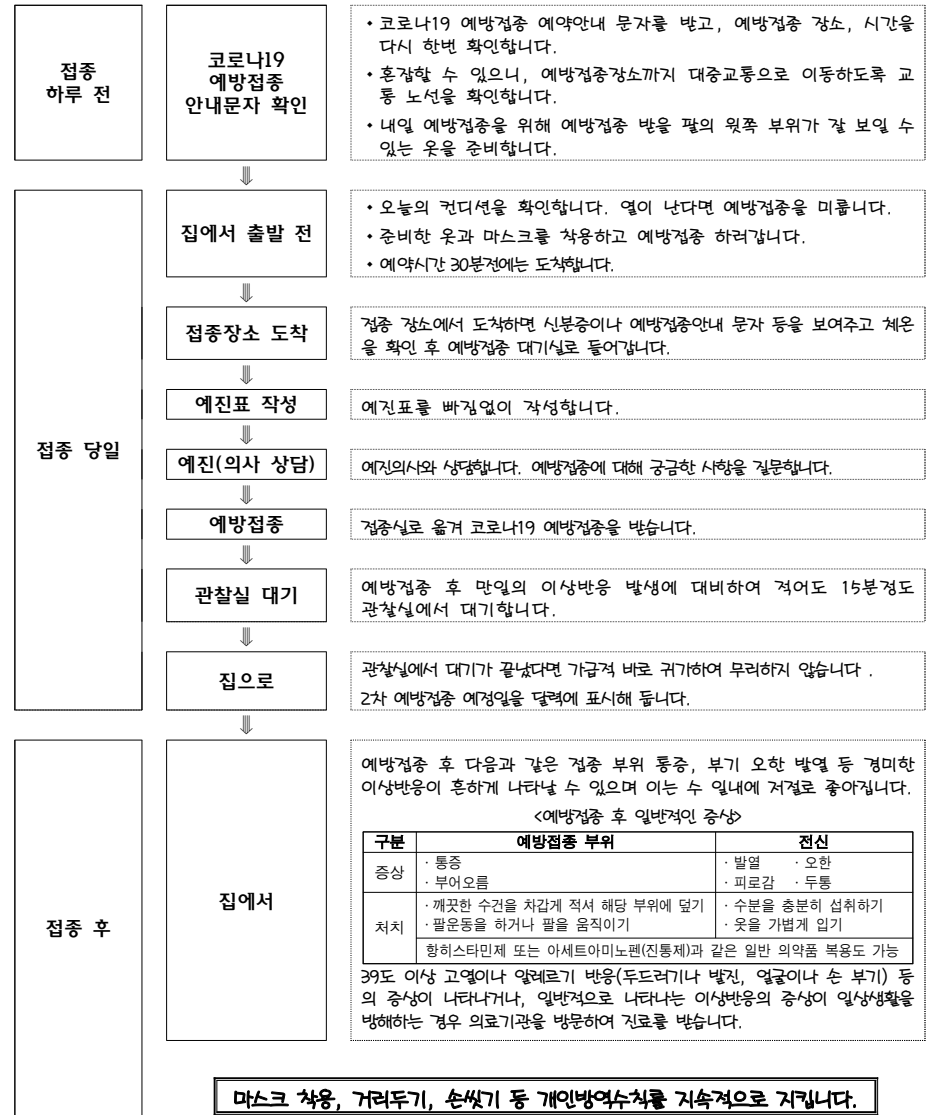 접종
하루 전
코로나19
예방접종
안내문자 확인
• 코로나19 예방접종 예약안내 문자를 받고, 예방접종 장소, 시간을
다시 한번 확인합니다.
• 혼잡할 수 있으니, 예방접종장소까지 대중교통으로 이동하도록 교
통 노선을 확인합니다.
• 내일 예방접종을 위해 예방접종 받을 팔의 윗쪽 부위가 잘 보일 수
있는 옷을 준비합니다.
⇓
접종 당일
집에서 출발 전
• 오늘의 컨디션을 확인합니다. 열이 난다면 예방접종을 미룹니다.
• 준비한 옷과 마스크를 착용하고 예방접종 하러갑니다.
• 예약시간 30분전에는 도착합니다.
⇓
접종장소 도착
접종 장소에서 도착하면 신분증이나 예방접종안내 문자 등을 보여주고 체온
을 확인 후 예방접종 대기실로 들어갑니다.
⇓
예진표 작성
예진표를 빠짐없이 작성합니다.
⇓
예진(의사 상담)
예진의사와 상담합니다. 예방접종에 대해 궁금한 사항을 질문합니다.
⇓
예방접종
접종실로 옮겨 코로나19 예방접종을 받습니다.
⇓
관찰실 대기
예방접종 후 만일의 이상반응 발생에 대비하여 적어도 15분정도
관찰실에서 대기합니다.
⇓
집으로
관찰실에서 대기가 끝났다면 가급적 바로 귀가하여 무리하지 않습니다 .
2차 예방접종 예정일을 달력에 표시해 둡니다.
⇓
접종 후
집에서
예방접종 후 다음과 같은 접종 부위 통증, 부기 오한 발열 등 경미한
이상반응이 흔하게 나타날 수 있으며 이는 수 일내에 저절로 좋아집니다.
<예방접종 후 일반적인 증상>
구분 예방접종 부위 전신
증상 · 통증 · 발열 · 오한
· 부어오름 · 피로감 · 두통
처치 · 깨끗한 수건을 차갑게 적셔 해당 부위에 덮기 · 수분을 충분히 섭취하기
· 팔운동을 하거나 팔을 움직이기 · 옷을 가볍게 입기
항히스타민제 또는 아세트아미노펜(진통제)과 같은 일반 의약품 복용도 가능
39도 이상 고열이나 알레르기 반응(두드러기나 발진, 얼굴이나 손 부기) 등
의 증상이 나타나거나, 일반적으로 나타나는 이상반응의 증상이 일상생활을
방해하는 경우 의료기관을 방문하여 진료를 받습니다.
마스크 착용, 거리두기, 손씻기 등 개인방역수칙를 지속적으로 지킵니다.